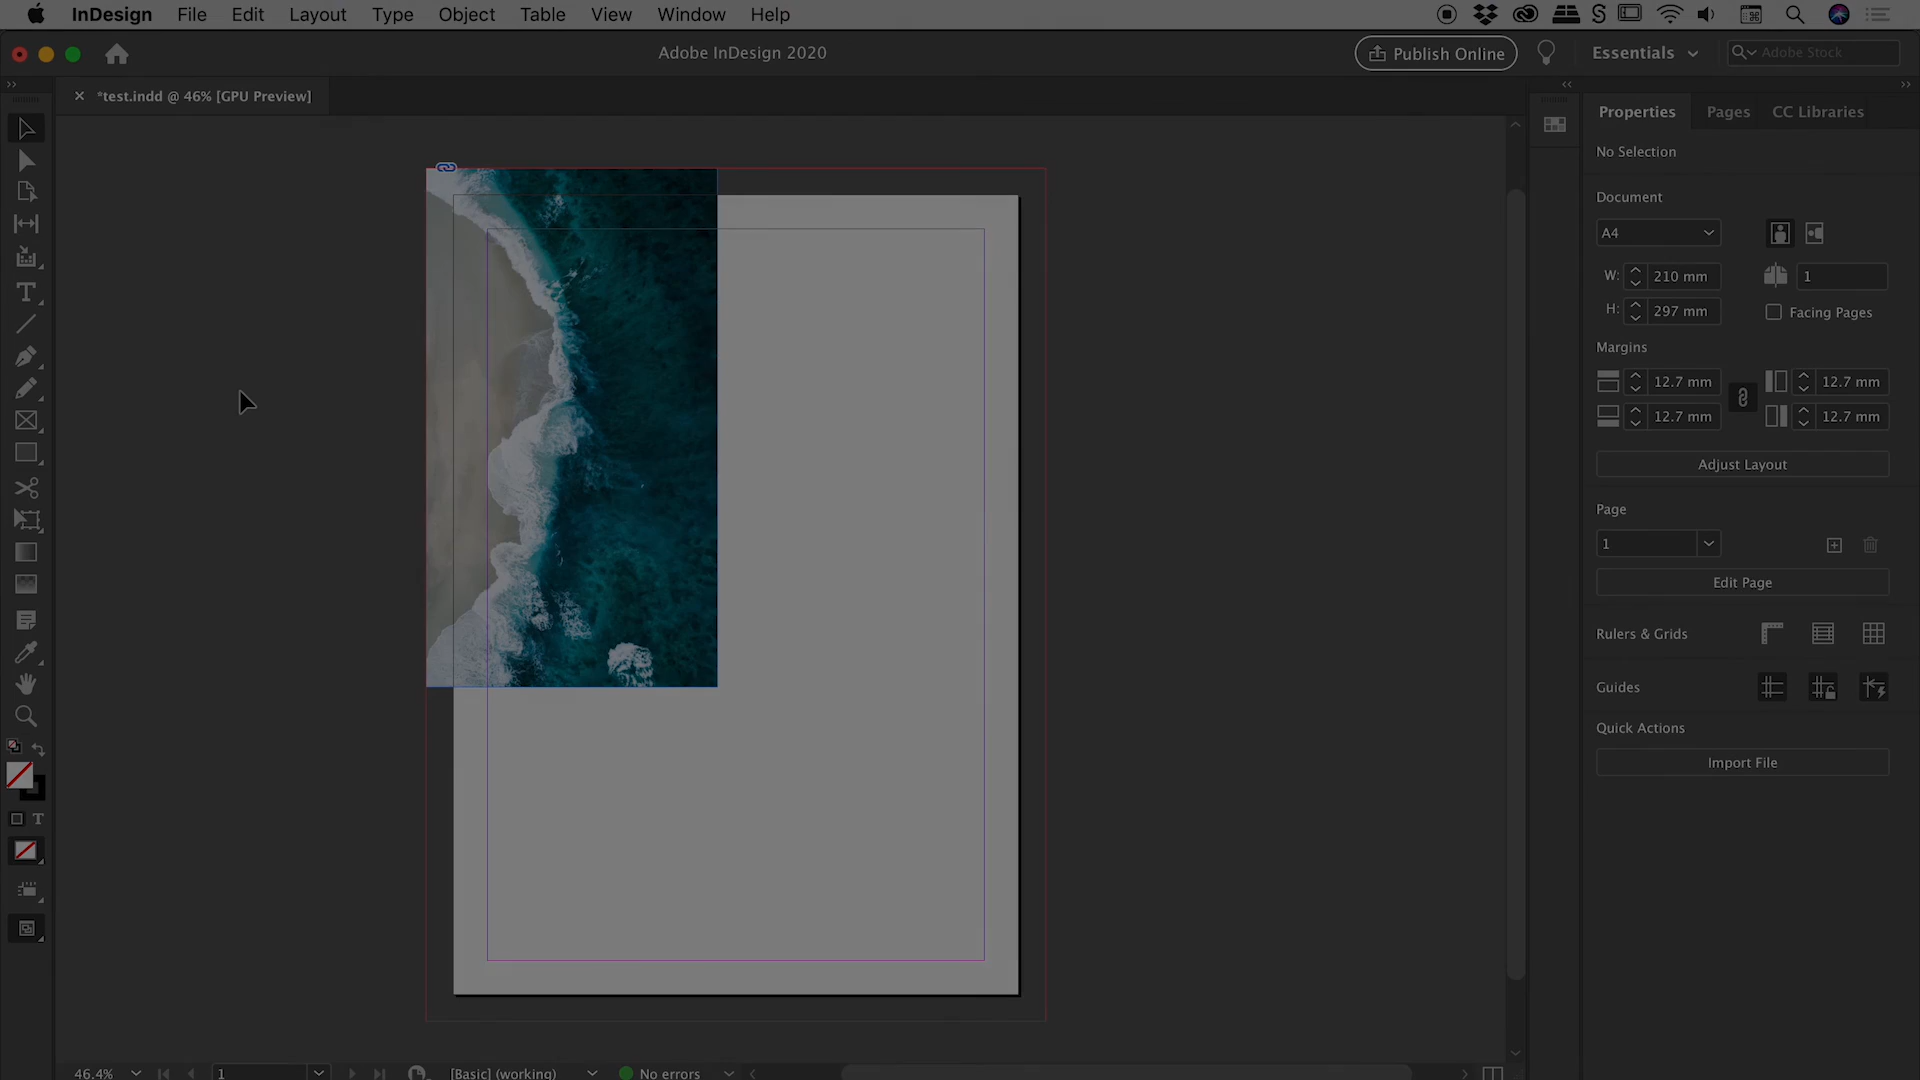 InDesign File Edit Layout Type Object Table View Window Help
Adobe InDesign 2020
Publish Online
Essentials
Adobe Stock
*test.indd @ 46% [GPU Preview]
Properties Pages CC Libraries
No Selection
Document
A4
W: 210 mm
1
H: 297 mm
Facing Pages
Margins
12.7 mm 12.7 mm
12.7 mm 12.7 mm
Adjust Layout
Page
1
Edit Page
Rulers & Grids
Guides
Quick Actions
Import File
46.4% 1 [Basic] (working) No errors